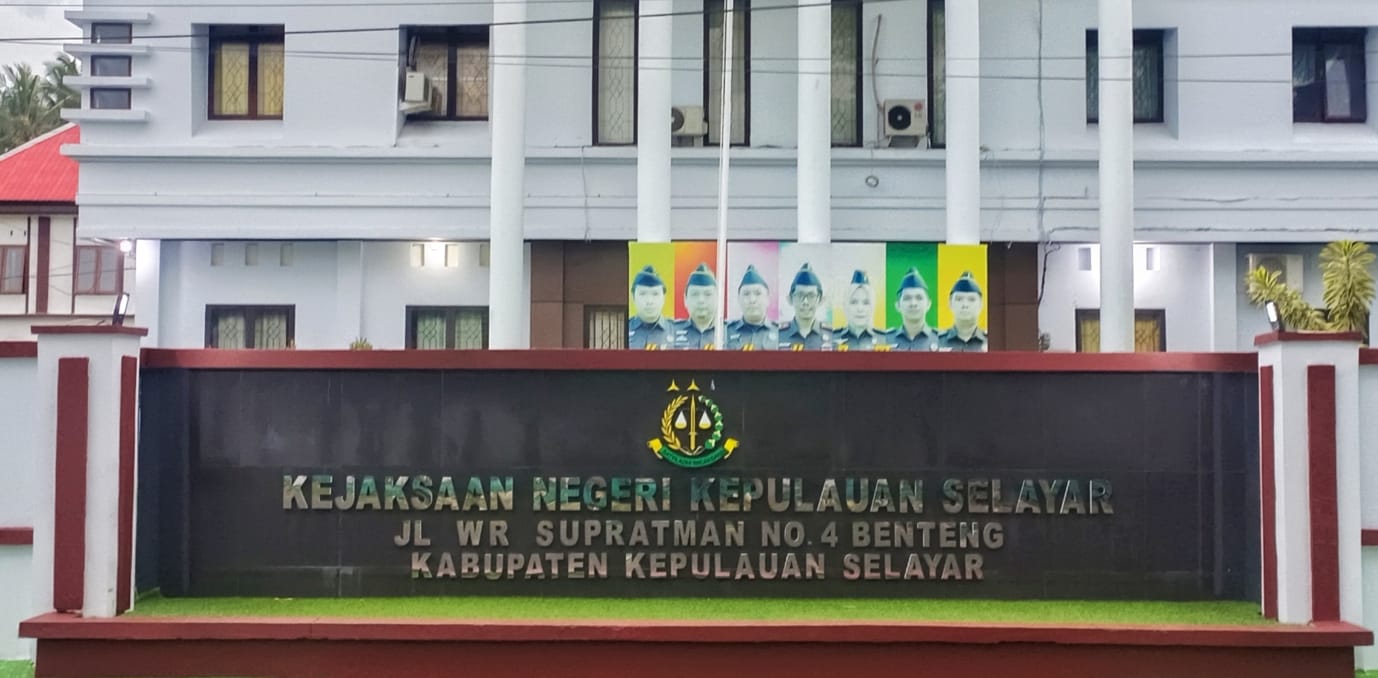 KEJAKSAAN NEGERI KEPULAUAN SELAYAR
JL WR SUPRATMAN NO.4 BENTENG
KABUPATEN KEPULAUAN SELAYAR